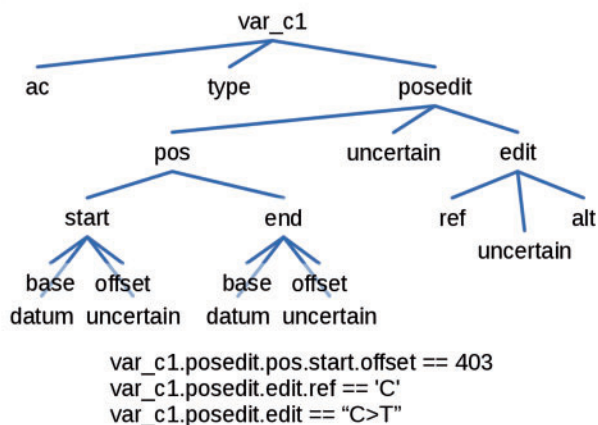 var_c1
ac type posedit
pos uncertain edit
start end ref alt
uncertain
base offset base offset
datum uncertain datum uncertain
var_c1.posedit.pos.start.offset == 403
var_c1.posedit.edit.ref == 'C'
var_c1.posedit.edit == “C>T”